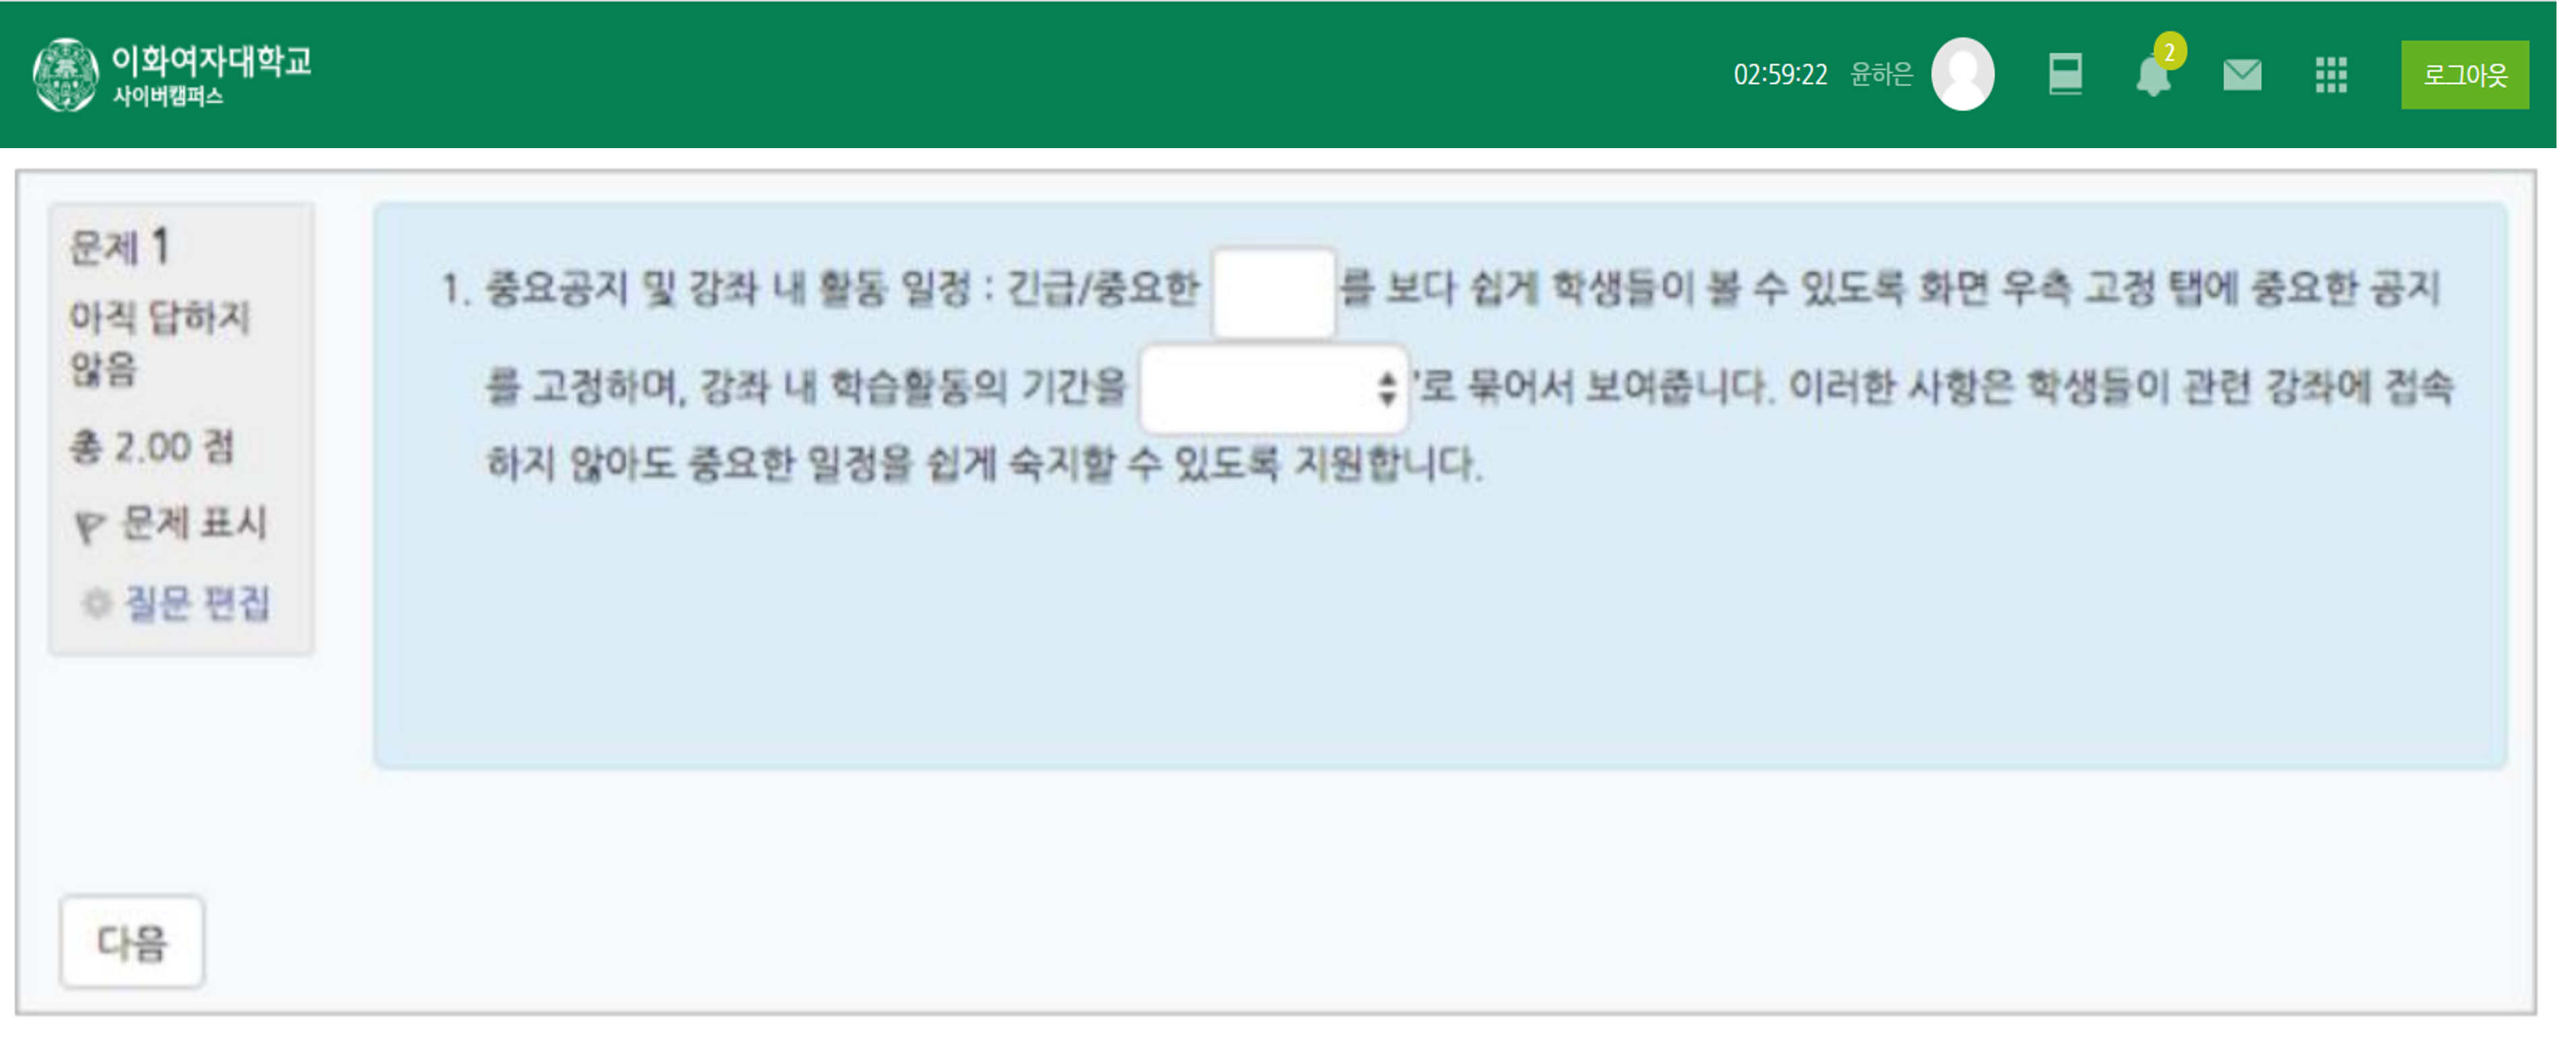 이화여자대학교
사이버캠퍼스
02:59:22 윤하은 2 로그아웃
문제 1
아직 답하지
않음
총 2.00 점
문제 표시
질문 편집
1. 중요공지 및 강좌 내 활동 일정 : 긴급/중요한 를 보다 쉽게 학생들이 볼 수 있도록 화면 우측 고정 탭에 중요한 공지
를 고정하며, 강좌 내 학습활동의 기간을 '로 묶어서 보여줍니다. 이러한 사항은 학생들이 관련 강좌에 접속
하지 않아도 중요한 일정을 쉽게 숙지할 수 있도록 지원합니다.
다음